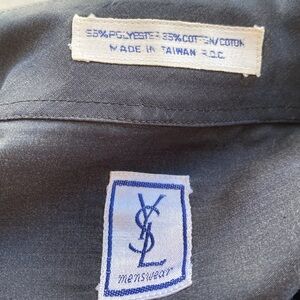 65% POLYESTER 35% COTTON/COTON
MADE IN TAIWAN R.O.C.
YSL
menswear